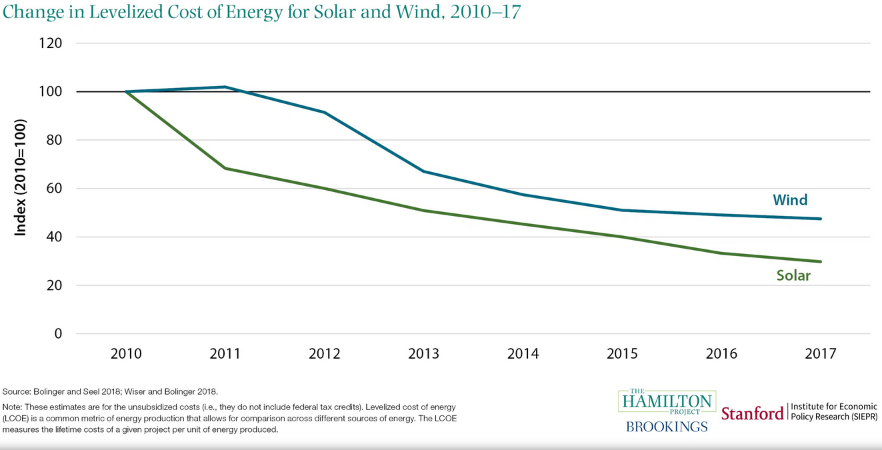 Change in Levelized Cost of Energy for Solar and Wind, 2010–17
120
100
80
60
40
20
0
Index (2010=100)
Wind
Solar
2010 2011 2012 2013 2014 2015 2016 2017
Source: Bolinger and Seel 2018; Wiser and Bolinger 2018.
Note: These estimates are for the unsubsidized costs (i.e., they do not include federal tax credits). Levelized cost of energy
(LCOE) is a common metric of energy production that allows for comparison across different sources of energy. The LCOE
measures the lifetime costs of a given project per unit of energy produced.
THE
HAMILTON
PROJECT
BROOKINGS
Stanford
Institute for Economic
Policy Research (SIEPR)